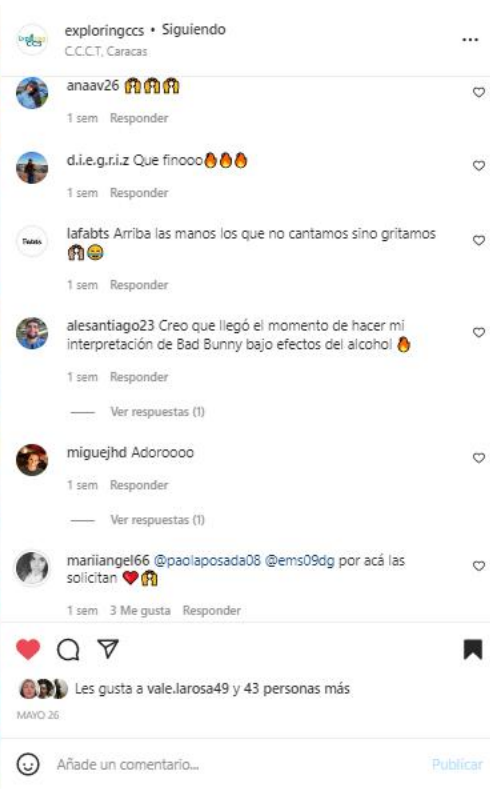 exploringccs • Siguiendo
C.C.C.T, Caracas
anaav26 🙌🙌🙌
1 sem Responder
d.i.e.g.r.i.z Que finooo🔥🔥🔥
1 sem Responder
lafabts Arriba las manos los que no cantamos sino gritamos
🙌😂
1 sem Responder
alesantiago23 Creo que llegó el momento de hacer mi
interpretación de Bad Bunny bajo efectos del alcohol 🔥
1 sem Responder
Ver respuestas (1)
miguejhd Adoroooo
1 sem Responder
Ver respuestas (1)
mariiangel66 @paolaposada08 @ems09dg por acá las
solicitan ❤️🙌
1 sem 3 Me gusta Responder
Les gusta a vale.larosa49 y 43 personas más
MAYO 26
Añade un comentario...
Publicar